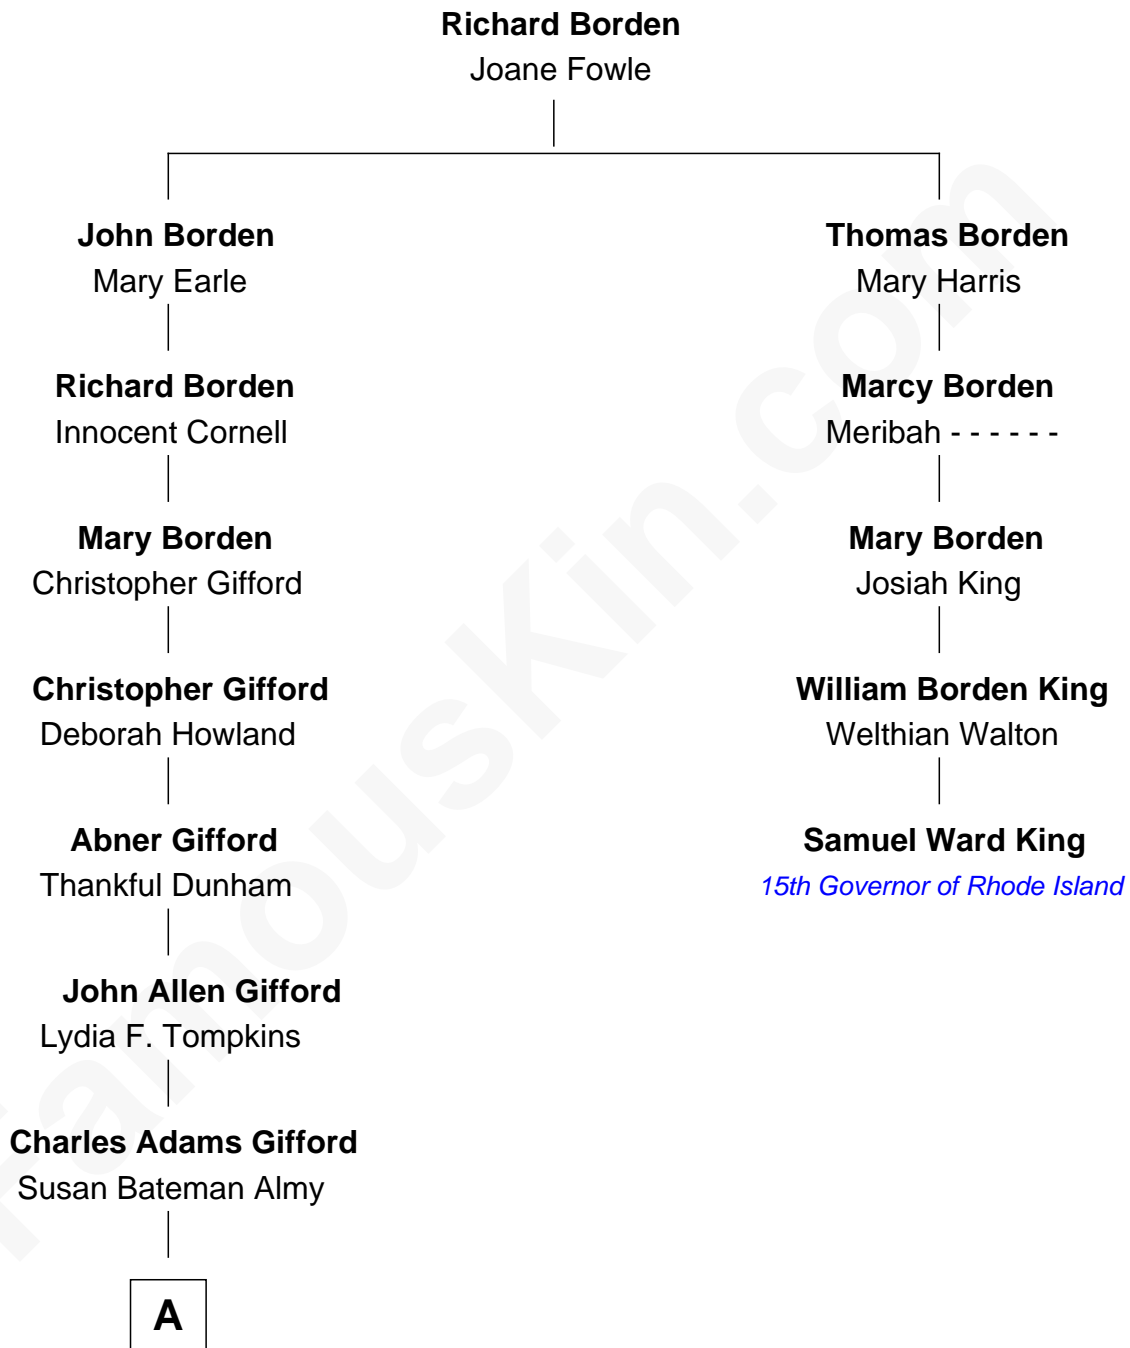 Richard Borden
Joane Fowle
John Borden
Mary Earle
Richard Borden
Innocent Cornell
Mary Borden
Christopher Gifford
Christopher Gifford
Deborah Howland
Abner Gifford
Thankful Dunham
John Allen Gifford
Lydia F. Tompkins
Charles Adams Gifford
Susan Bateman Almy
A
Thomas Borden
Mary Harris
Marcy Borden
Meribah - - - - - -
Mary Borden
Josiah King
William Borden King
Welthian Walton
Samuel Ward King
15th Governor of Rhode Island
FamousKin.com